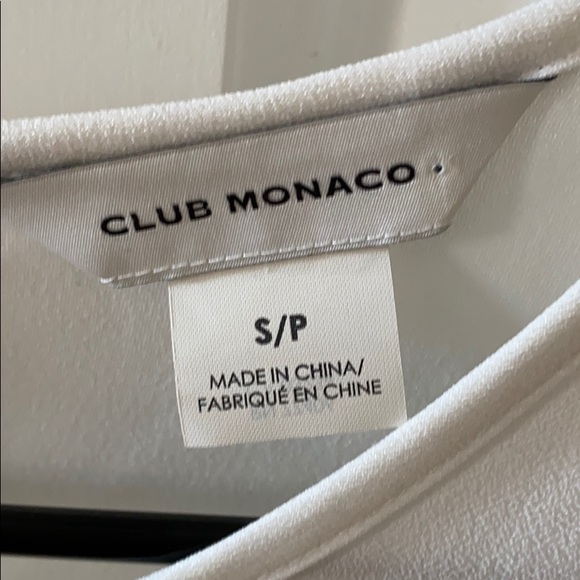 CLUB MONACO
S/P
MADE IN CHINA/
FABRIQUÉ EN CHINE